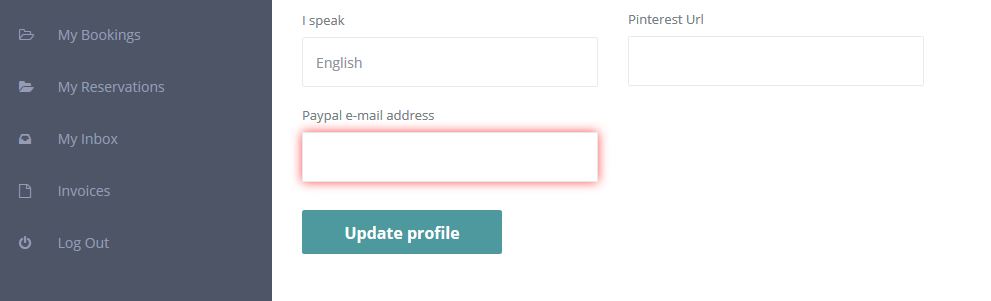 My Bookings
My Reservations
My Inbox
Invoices
Log Out
I speak
English
Paypal e-mail address
Update profile
Pinterest Url